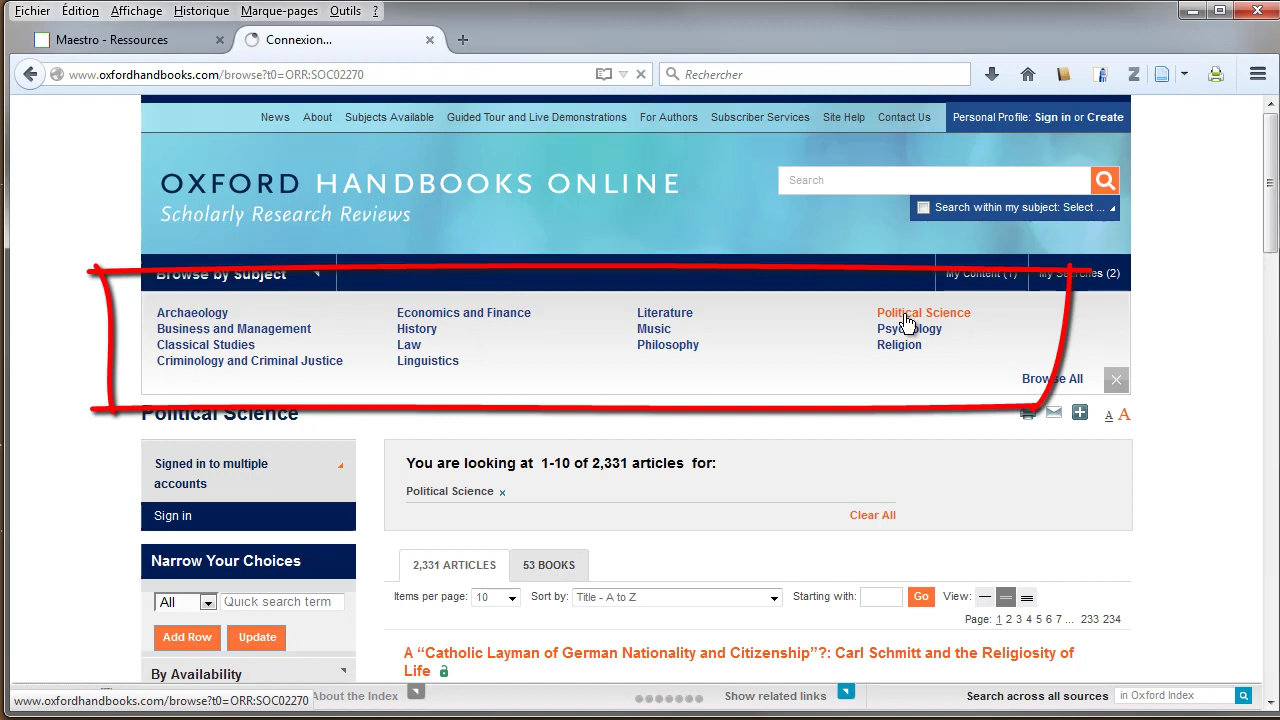 Fichier Édition Affichage Historique Marque-pages Outils ?
Maestro - Ressources × Connexion... × +
www.oxfordhandbooks.com/browse?t0=ORR:SOC02270 Rechercher
News About Subjects Available Guided Tour and Live Demonstrations For Authors Subscriber Services Site Help Contact Us Personal Profile: Sign in or Create
OXFORD HANDBOOKS ONLINE
Scholarly Research Reviews
Search
Search within my subject: Select ...
Browse by Subject My Content (1) My Searches (2)
Archaeology Economics and Finance Literature Political Science
Business and Management History Music Psychology
Classical Studies Law Philosophy Religion
Criminology and Criminal Justice Linguistics
Browse All ×
Political Science
A A
Signed in to multiple accounts
Sign in
You are looking at 1-10 of 2,331 articles for:
Political Science x
Clear All
Narrow Your Choices
All Quick search term
Add Row Update
By Availability
2,331 ARTICLES 53 BOOKS
Items per page: 10 Sort by: Title - A to Z Starting with: Go View:
Page: 1 2 3 4 5 6 7 ... 233 234
A “Catholic Layman of German Nationality and Citizenship”?: Carl Schmitt and the Religiosity of
Life
About the Index Show related links Search across all sources in Oxford Index
www.oxfordhandbooks.com/browse?t0=ORR:SOC02270